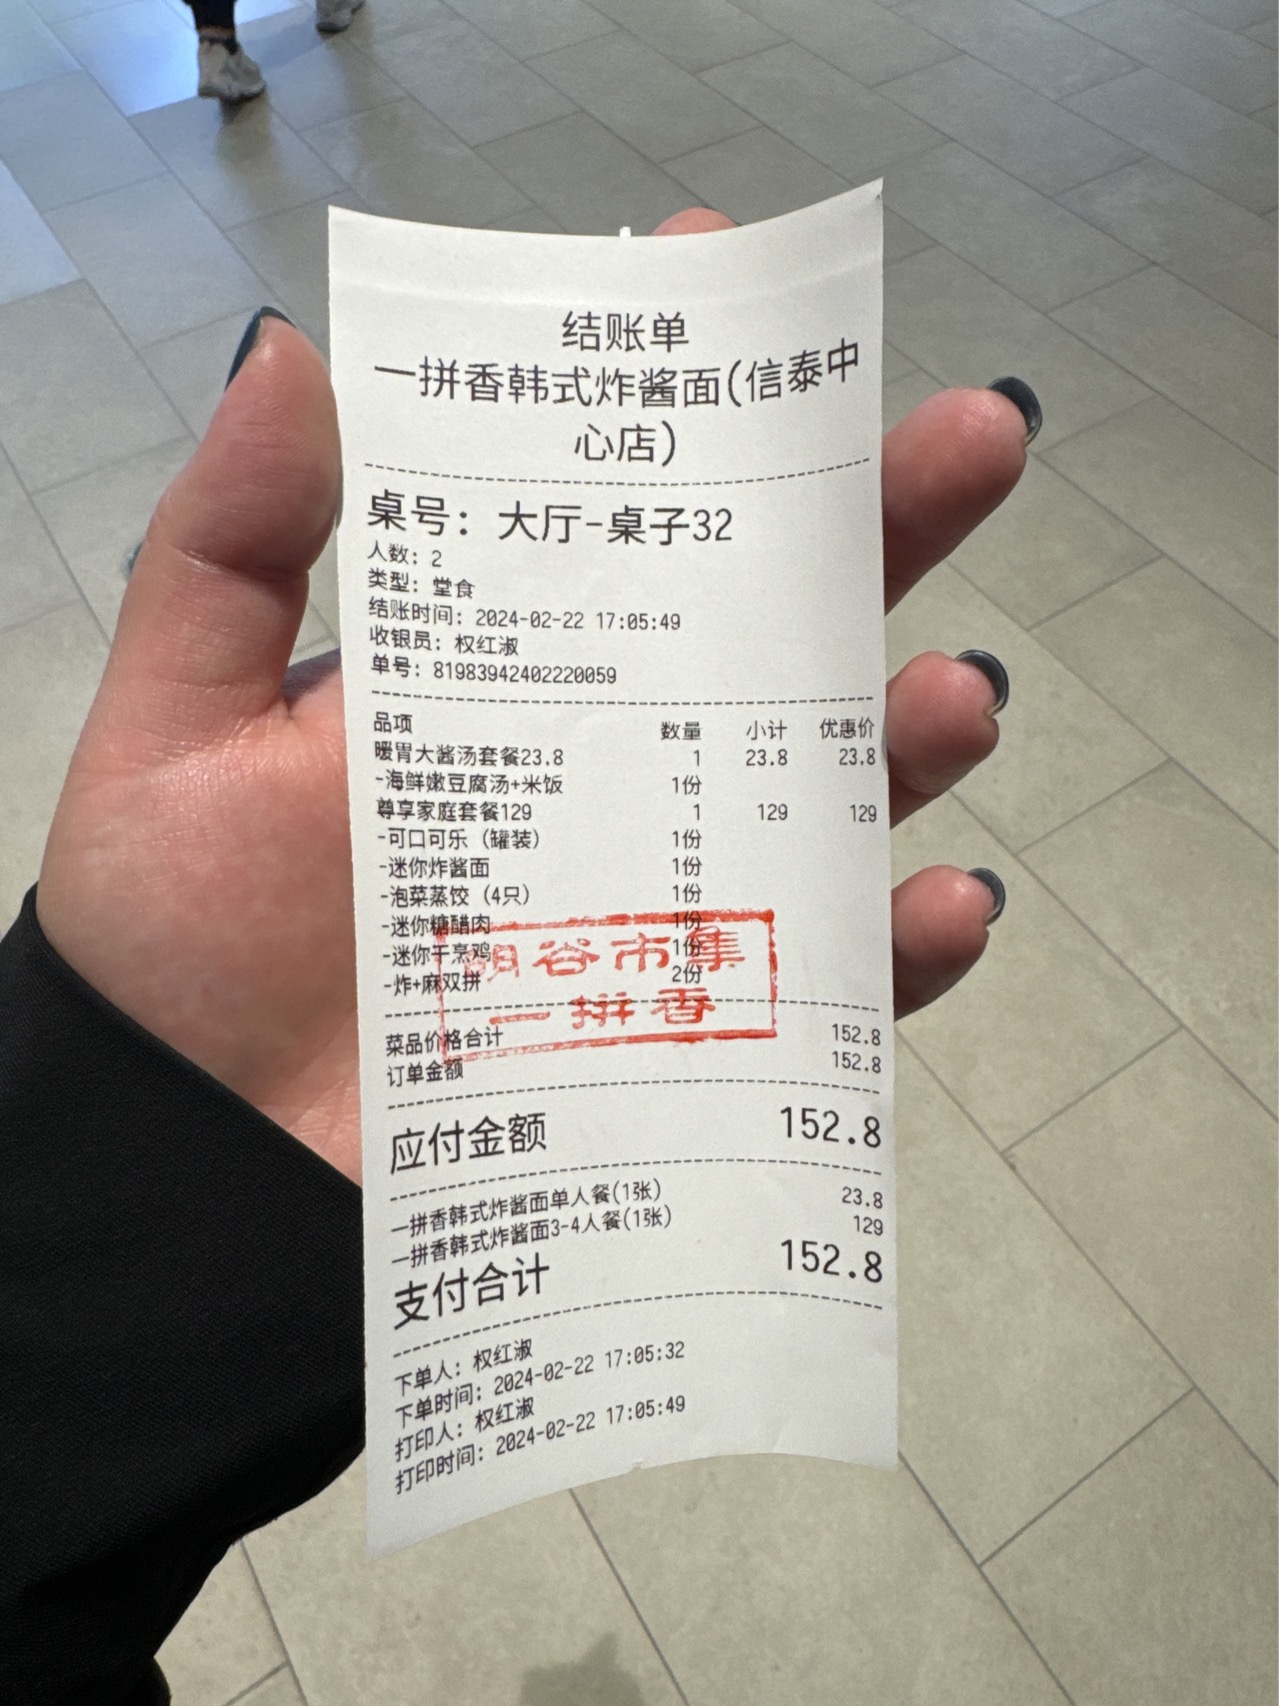 结账单
一拼香韩式炸酱面(信泰中
心店)
桌号：大厅-桌子32
人数：2
类型：堂食
结账时间：2024-02-22 17:05:49
收银员：权红淑
单号：81983942402220059
品项 数量 小计 优惠价
暖胃大酱汤套餐23.8 1 23.8 23.8
-海鲜嫩豆腐汤+米饭 1份
尊享家庭套餐129 1 129 129
-可口可乐（罐装） 1份
-迷你炸酱面 1份
-泡菜蒸饺（4只） 1份
-迷你糖醋肉 1份
-迷你干烹鸡 1份
-炸+麻双拼 2份
明谷市集
一拼香
菜品价格合计 152.8
订单金额 152.8
应付金额 152.8
一拼香韩式炸酱面单人餐(1张) 23.8
一拼香韩式炸酱面3-4人餐(1张) 129
支付合计 152.8
下单人：权红淑
下单时间：2024-02-22 17:05:32
打印人：权红淑
打印时间：2024-02-22 17:05:49